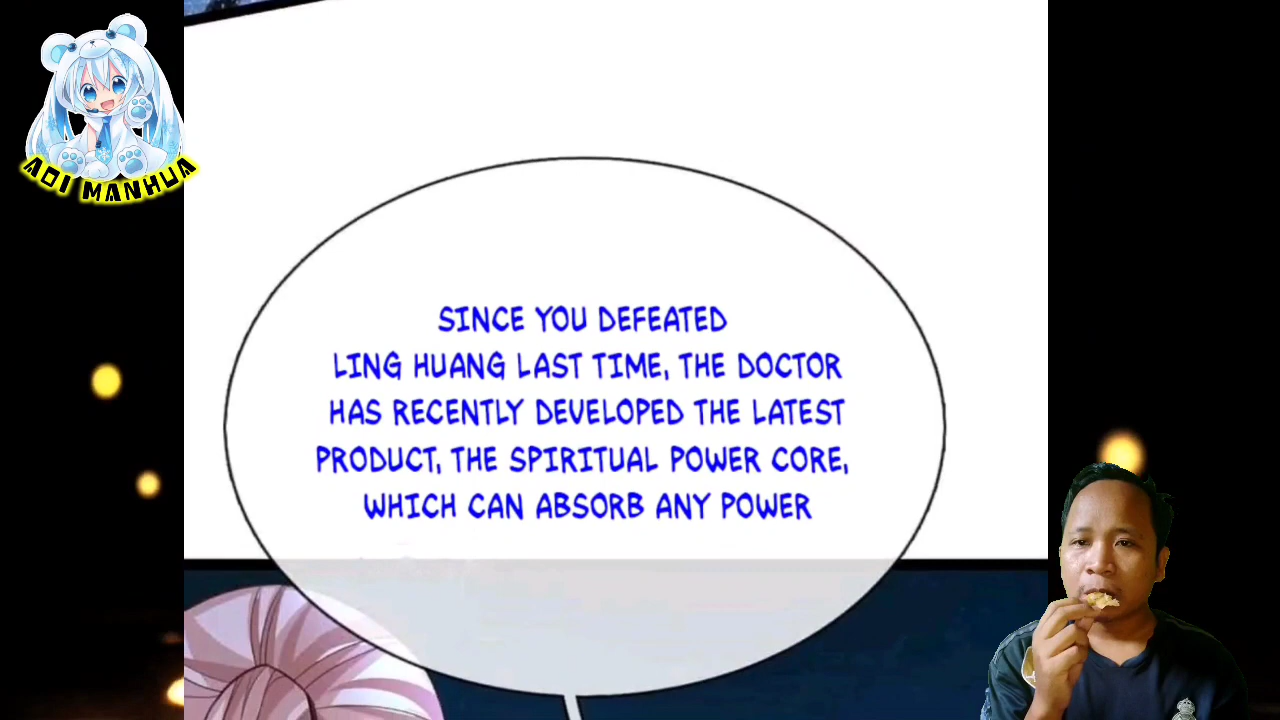 AOI MANHUA
SINCE YOU DEFEATED
LING HUANG LAST TIME, THE DOCTOR
HAS RECENTLY DEVELOPED THE LATEST
PRODUCT, THE SPIRITUAL POWER CORE,
WHICH CAN ABSORB ANY POWER